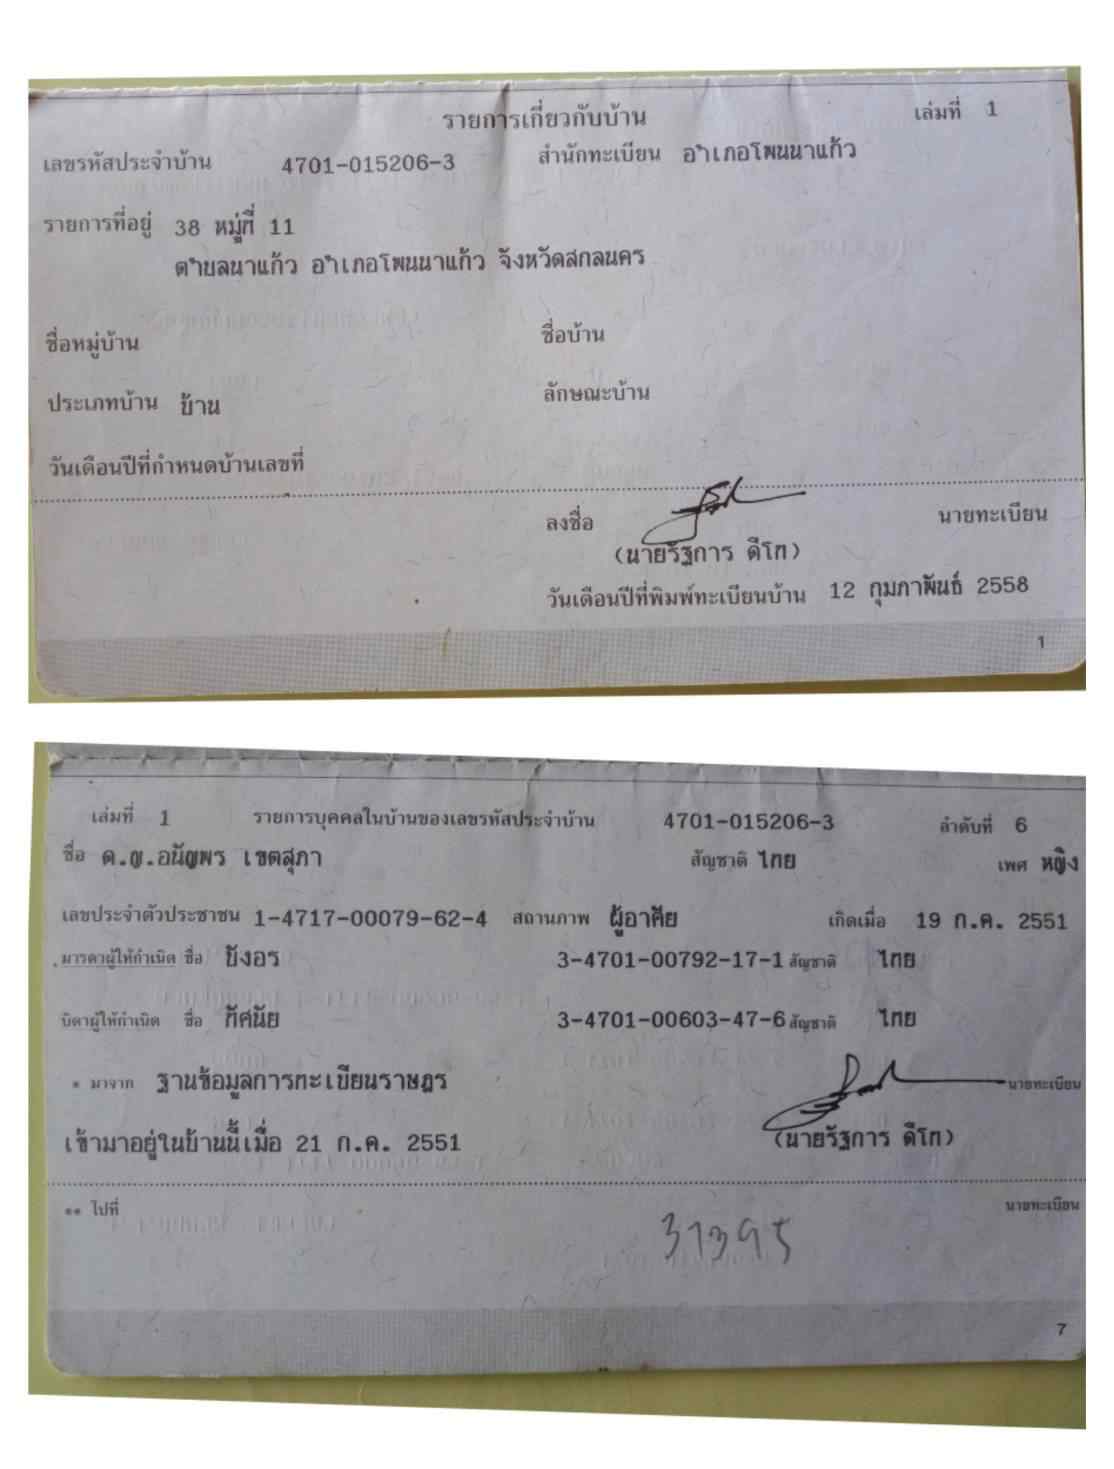 รายการเกี่ยวกับบ้าน เล่มที่ 1
เลขรหัสประจำบ้าน 4701-015206-3 สำนักทะเบียน อำเภอโพนนาแก้ว
รายการที่อยู่ 38 หมู่ที่ 11
ตำบลนาแก้ว อำเภอโพนนาแก้ว จังหวัดสกลนคร
ชื่อหมู่บ้าน ชื่อบ้าน
ประเภทบ้าน บ้าน ลักษณะบ้าน
วันเดือนปีที่กำหนดบ้านเลขที่
ลงชื่อ นายทะเบียน
(นายรัฐการ ดีโท)
วันเดือนปีที่พิมพ์ทะเบียนบ้าน 12 กุมภาพันธ์ 2558
1
เล่มที่ 1 รายการบุคคลในบ้านของเลขรหัสประจำบ้าน 4701-015206-3 ลำดับที่ 6
ชื่อ ด.ญ.อนัญพร เขตสุภา สัญชาติ ไทย เพศ หญิง
เลขประจำตัวประชาชน 1-4717-00079-62-4 สถานภาพ ผู้อาศัย เกิดเมื่อ 19 ก.ค. 2551
มารดาผู้ให้กำเนิด ชื่อ บังอร 3-4701-00792-17-1 สัญชาติ ไทย
บิดาผู้ให้กำเนิด ชื่อ ทัศนัย 3-4701-00603-47-6 สัญชาติ ไทย
* มาจาก ฐานข้อมูลการทะเบียนราษฎร นายทะเบียน
เข้ามาอยู่ในบ้านนี้เมื่อ 21 ก.ค. 2551 (นายรัฐการ ดีโท)
** ไปที่ นายทะเบียน
31395
7